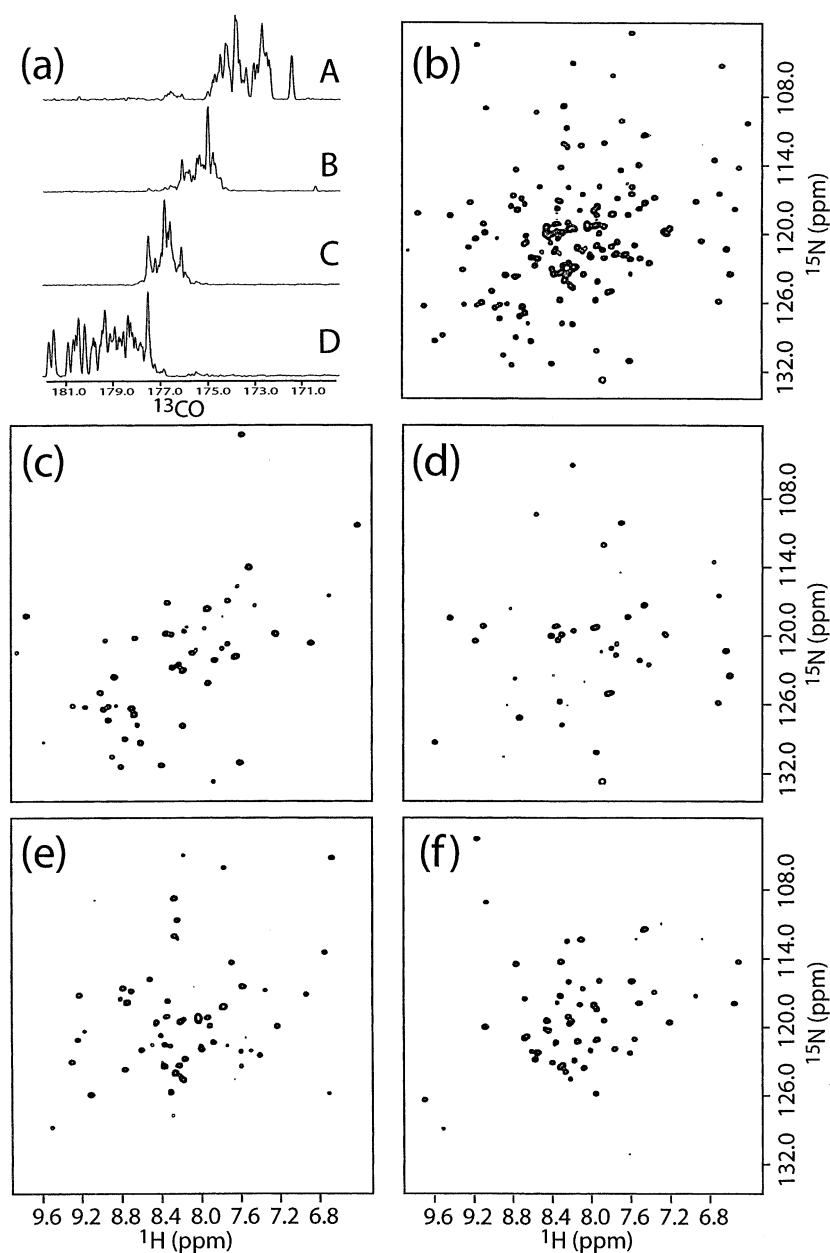 (a)
A
B
C
D
181.0 179.0 177.0 175.0 173.0 171.0
13CO
(b)
108.0
114.0
120.0
126.0
132.0
15N (ppm)
(c)
(d)
108.0
114.0
120.0
126.0
132.0
15N (ppm)
(e)
9.6 9.2 8.8 8.4 8.0 7.6 7.2 6.8
1H (ppm)
(f)
108.0
114.0
120.0
126.0
132.0
15N (ppm)
9.6 9.2 8.8 8.4 8.0 7.6 7.2 6.8
1H (ppm)